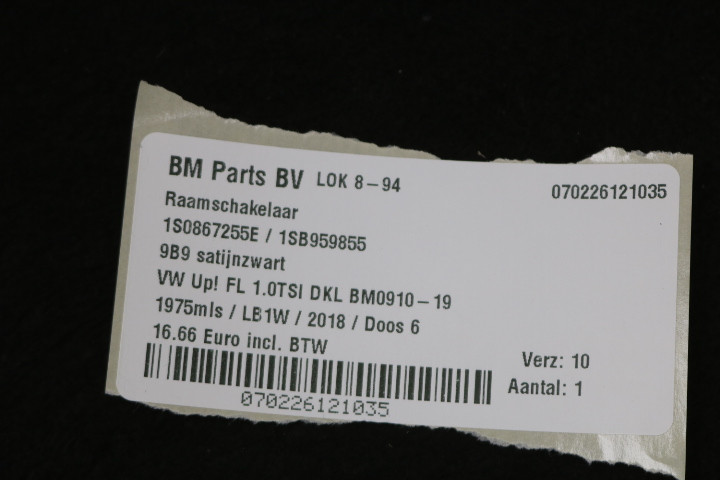 BM Parts BV LOK 8-94 070226121035
Raamschakelaar
1S0867255E / 1SB959855
9B9 satijnzwart
VW Up! FL 1.0TSI DKL BM0910-19
1975mls / LB1W / 2018 / Doos 6
16.66 Euro incl. BTW
Verz: 10
Aantal: 1
070226121035